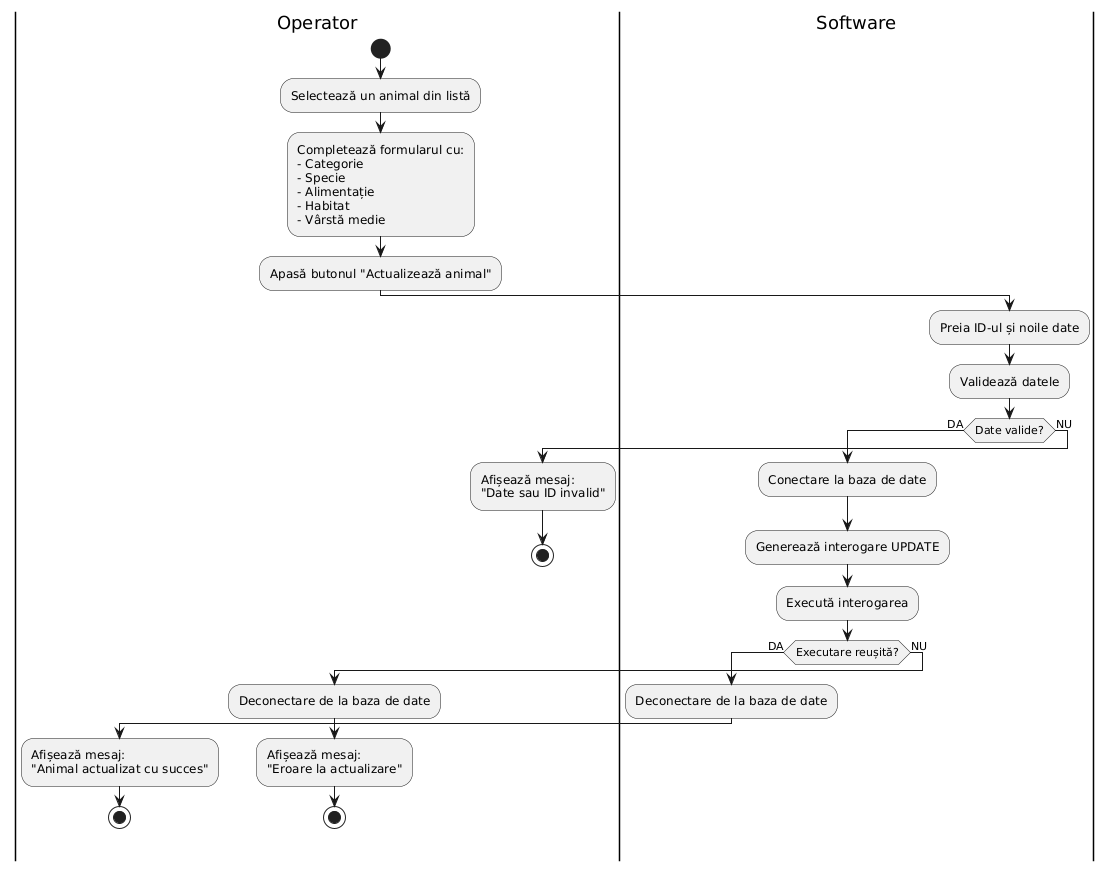 Operator
Software
Selectează un animal din listă
Completează formularul cu:
- Categorie
- Specie
- Alimentație
- Habitat
- Vârstă medie
Apasă butonul "Actualizează animal"
Preia ID-ul și noile date
Validează datele
DA
Date valide?
NU
Afișează mesaj:
"Date sau ID invalid"
Conectare la baza de date
Generează interogare UPDATE
Execută interogarea
DA
Executare reușită?
NU
Deconectare de la baza de date
Deconectare de la baza de date
Afișează mesaj:
"Animal actualizat cu succes"
Afișează mesaj:
"Eroare la actualizare"